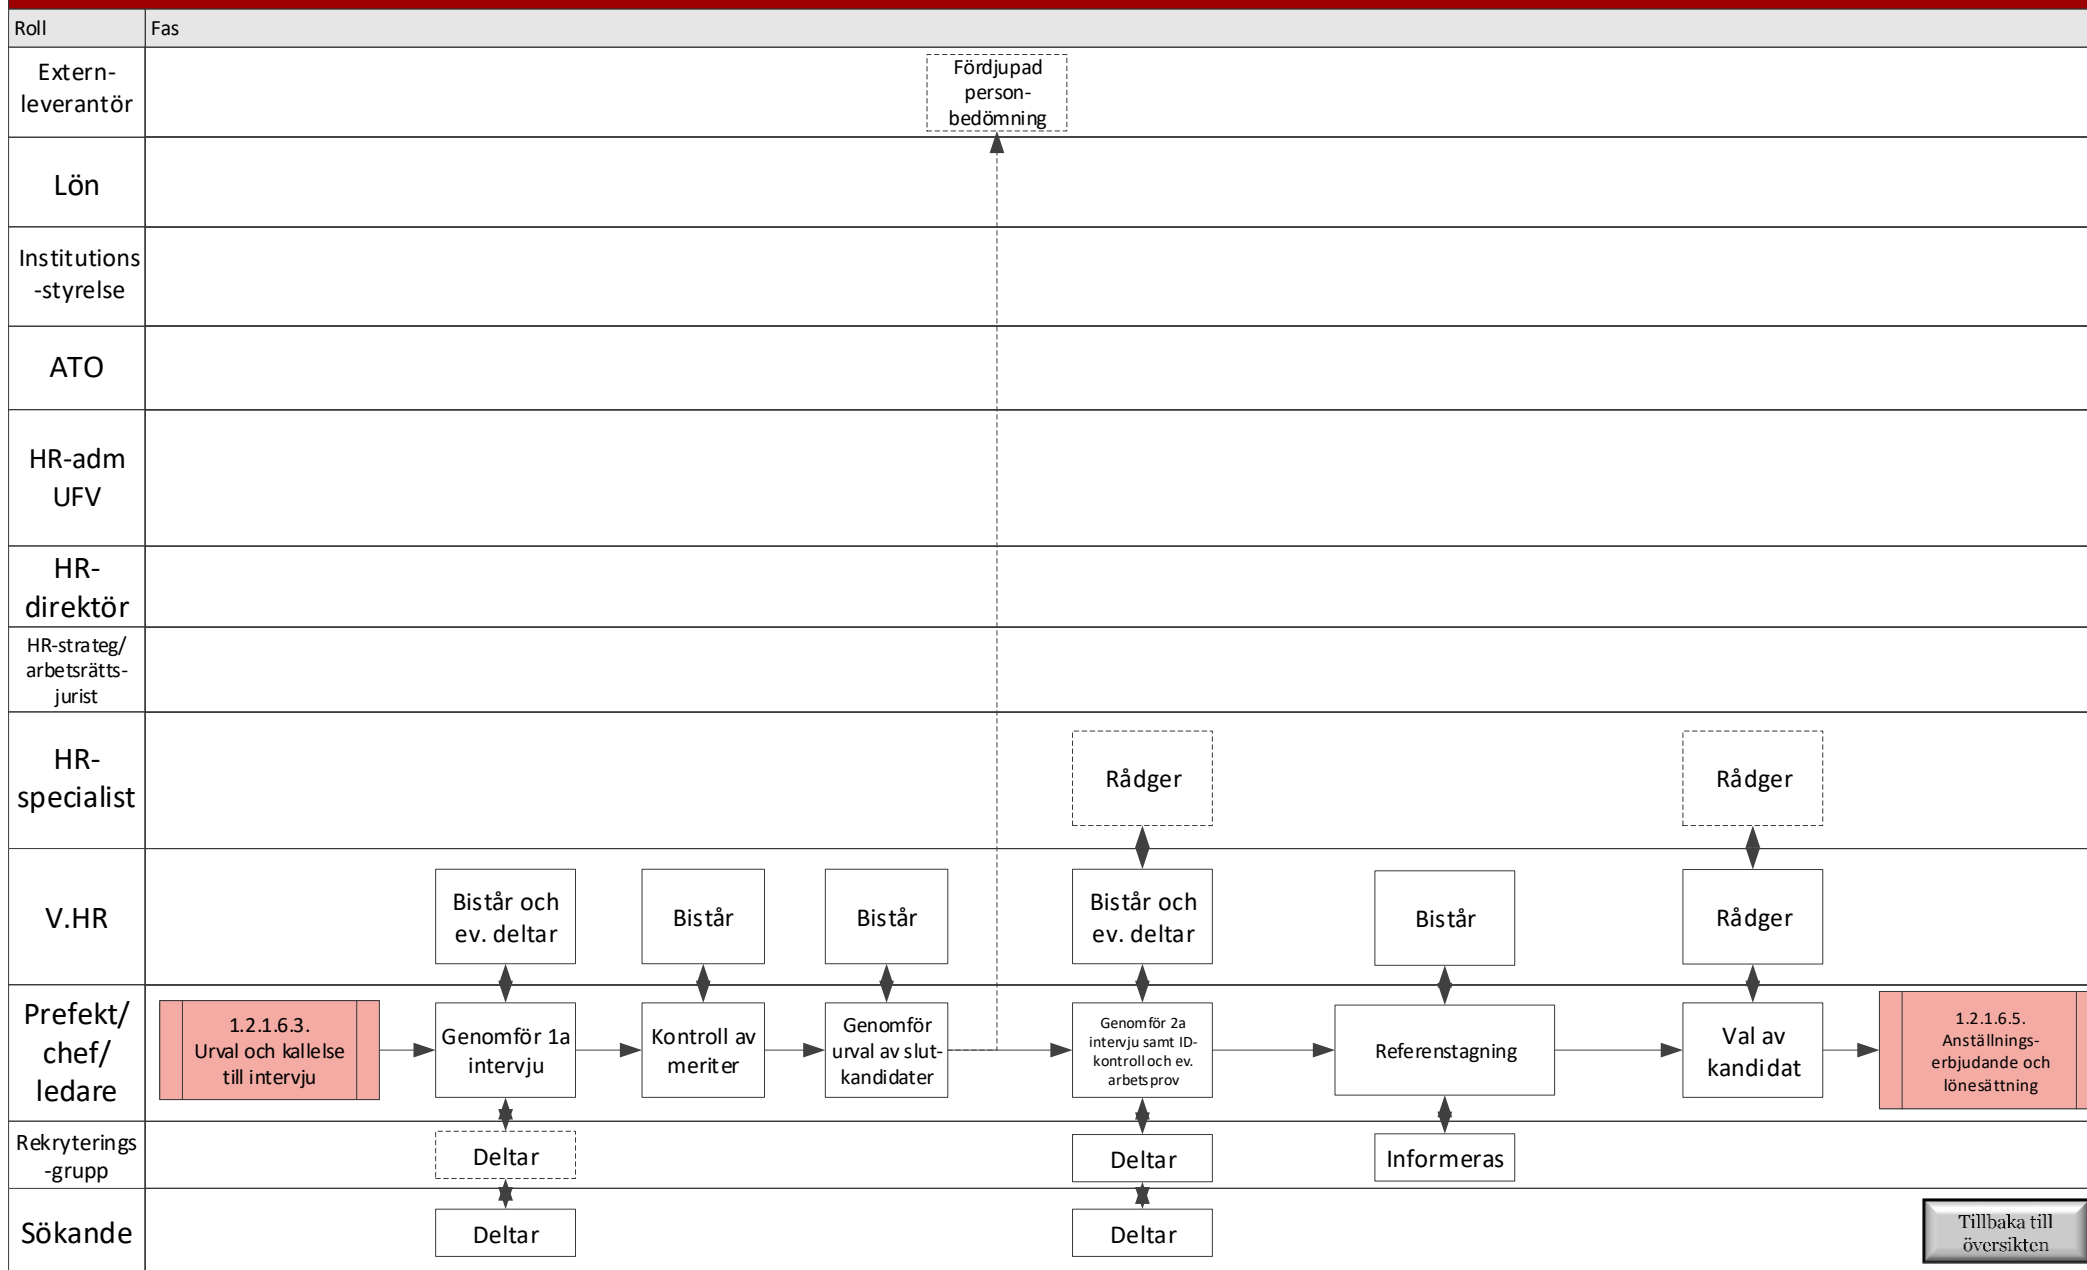 Roll
Fas
Extern-
leverantör
Fördjupad
person-
bedömning
Lön
Institutions
-styrelse
ATO
HR-adm
UFV
HR-
direktör
HR-strateg/
arbetsrätts-
jurist
HR-
specialist
Rådger
Rådger
V.HR
Bistår och
ev. deltar
Bistår
Bistår
Bistår och
ev. deltar
Bistår
Rådger
Prefekt/
chef/
ledare
1.2.1.6.3.
Urval och kallelse
till intervju
Genomför 1a
intervju
Kontroll av
meriter
Genomför
urval av slut-
kandidater
Genomför 2a
intervju samt ID-
kontroll och ev.
arbetsprov
Referenstagning
Val av
kandidat
1.2.1.6.5.
Anställnings-
erbjudande och
lönesättning
Rekryterings
-grupp
Deltar
Deltar
Informeras
Sökande
Deltar
Deltar
Tillbaka till
översikten